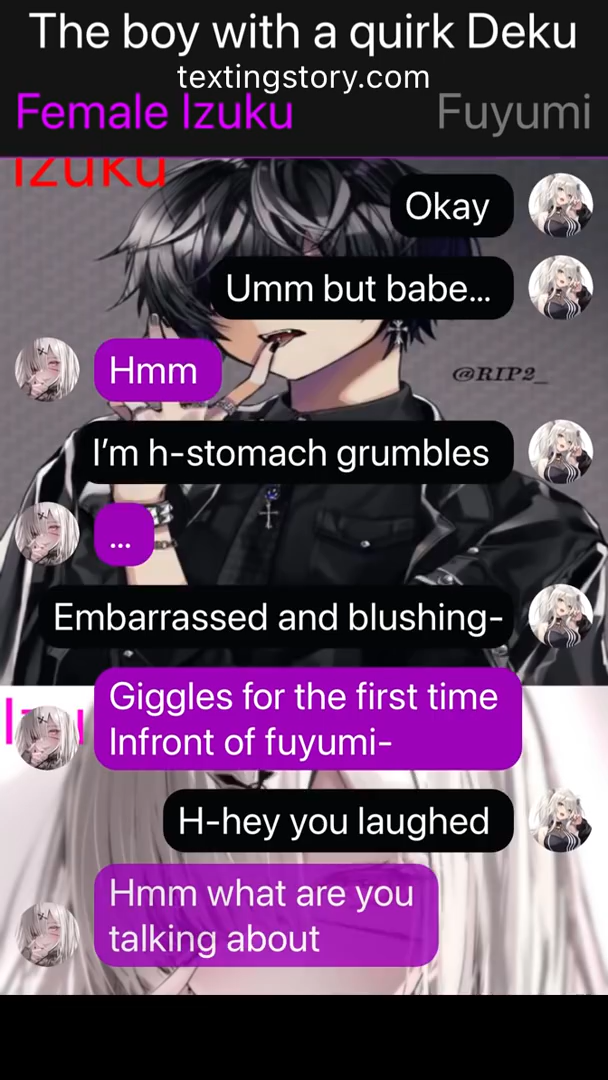 The boy with a quirk Deku
textingstory.com
Female Izuku
Fuyumi
Izuku
Okay
Umm but babe...
Hmm
@RIP2_
I'm h-stomach grumbles
...
Embarrassed and blushing-
Giggles for the first time
Infront of fuyumi-
H-hey you laughed
Hmm what are you
talking about